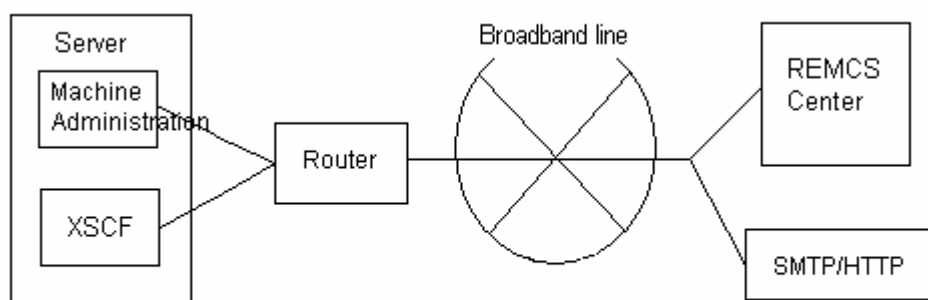 Server
Machine
Administration
XSCF
Router
Broadband line
REMCS
Center
SMTP/HTTP